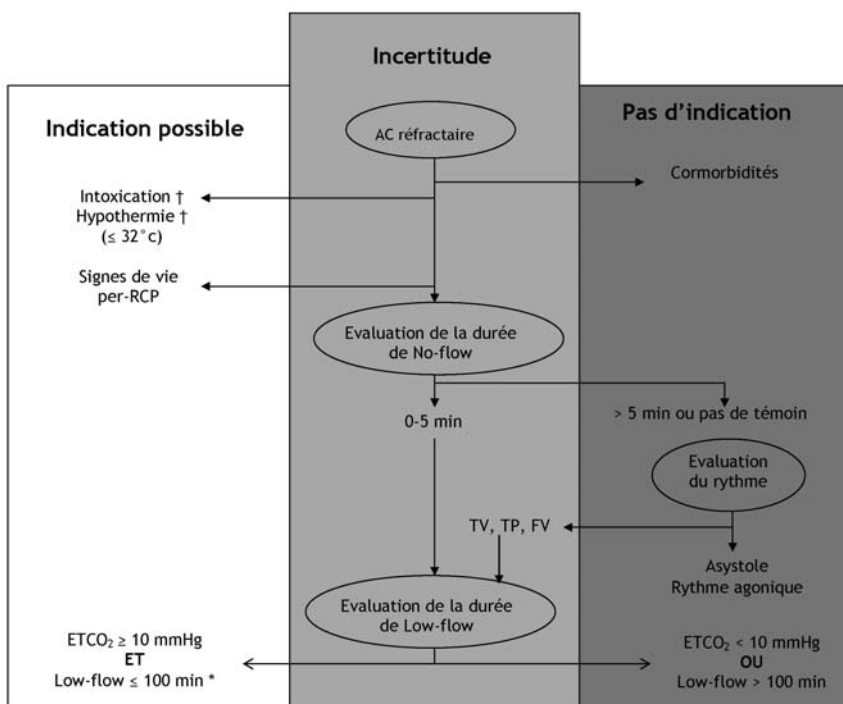 Incertitude
Indication possible
Pas d’indication
AC réfractaire
Cormorbidités
Intoxication †
Hypothermie †
(≤ 32°c)
Signes de vie
per-RCP
Evaluation de la durée
de No-flow
0-5 min
> 5 min ou pas de témoin
Evaluation
du rythme
TV, TP, FV
Asystole
Rythme agonique
Evaluation de la durée
de Low-flow
ETCO₂ ≥ 10 mmHg
ET
Low-flow ≤ 100 min *
ETCO₂ < 10 mmHg
OU
Low-flow > 100 min